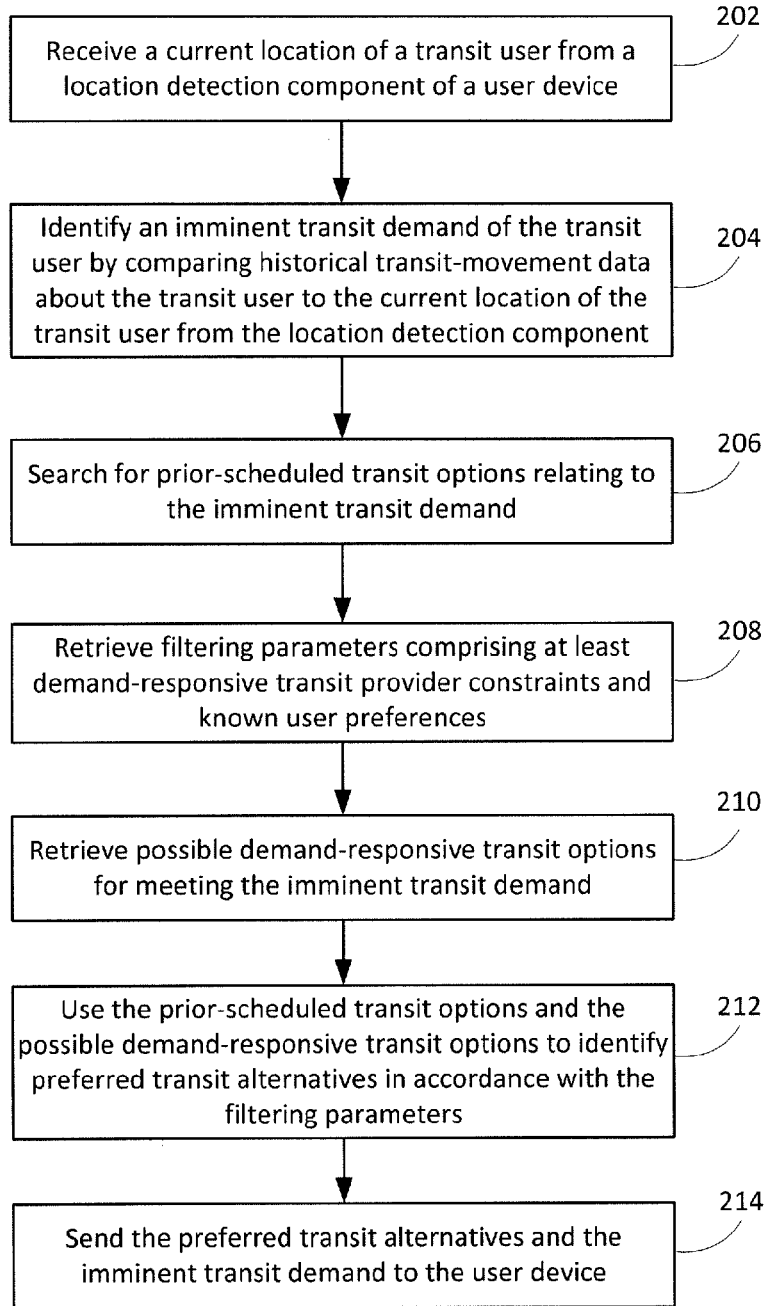 202
Receive a current location of a transit user from a
location detection component of a user device
204
Identify an imminent transit demand of the transit
user by comparing historical transit-movement data
about the transit user to the current location of the
transit user from the location detection component
206
Search for prior-scheduled transit options relating to
the imminent transit demand
208
Retrieve filtering parameters comprising at least
demand-responsive transit provider constraints and
known user preferences
210
Retrieve possible demand-responsive transit options
for meeting the imminent transit demand
212
Use the prior-scheduled transit options and the
possible demand-responsive transit options to identify
preferred transit alternatives in accordance with the
filtering parameters
214
Send the preferred transit alternatives and the
imminent transit demand to the user device